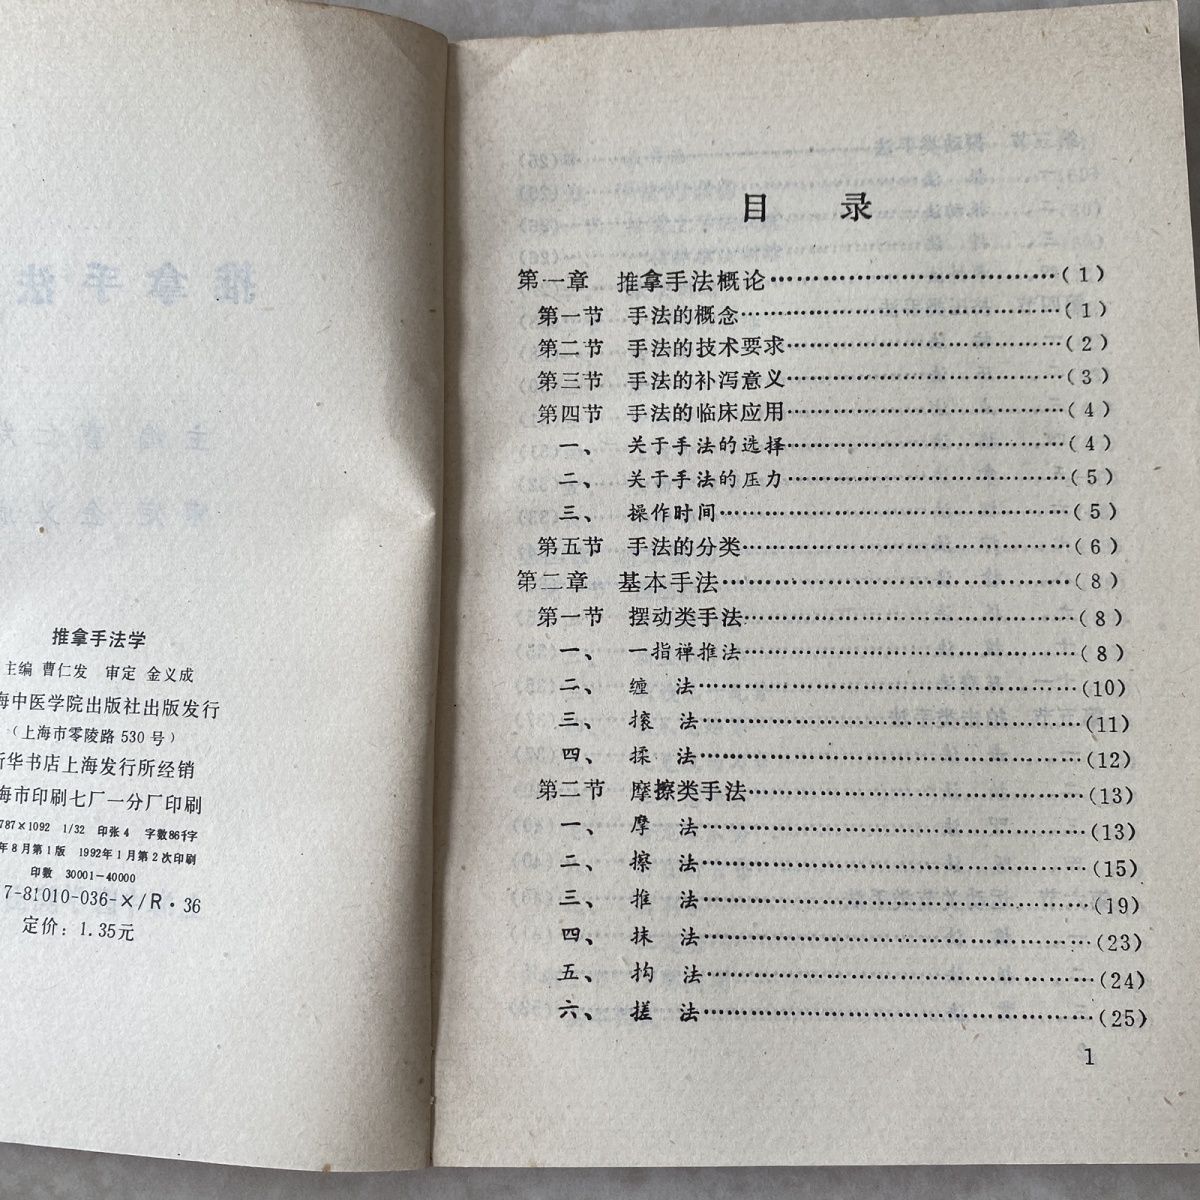 推拿手法学
主编 曹仁发 审定 金义成
海中医学院出版社出版发行
(上海市零陵路 530 号)
新华书店上海发行所经销
海市印刷七厂一分厂印刷
787×1092 1/32 印张 4 字数86千字
年 8 月第 1 版 1992年1月第2次印刷
印数 30001-40000
7-81010-036-×/R·36
定价: 1.35元
目 录
第一章 推拿手法概论……(1)
第一节 手法的概念……(1)
第二节 手法的技术要求……(2)
第三节 手法的补泻意义……(3)
第四节 手法的临床应用……(4)
一、 关于手法的选择……(4)
二、 关于手法的压力……(5)
三、 操作时间……(5)
第五节 手法的分类……(6)
第二章 基本手法……(8)
第一节 摆动类手法……(8)
一、 一指禅推法……(8)
二、 缠 法……(10)
三、 㨰 法……(11)
四、 揉 法……(12)
第二节 摩擦类手法……(13)
一、 摩 法……(13)
二、 擦 法……(15)
三、 推 法……(19)
四、 抹 法……(23)
五、 抅 法……(24)
六、 搓 法……(25)
1